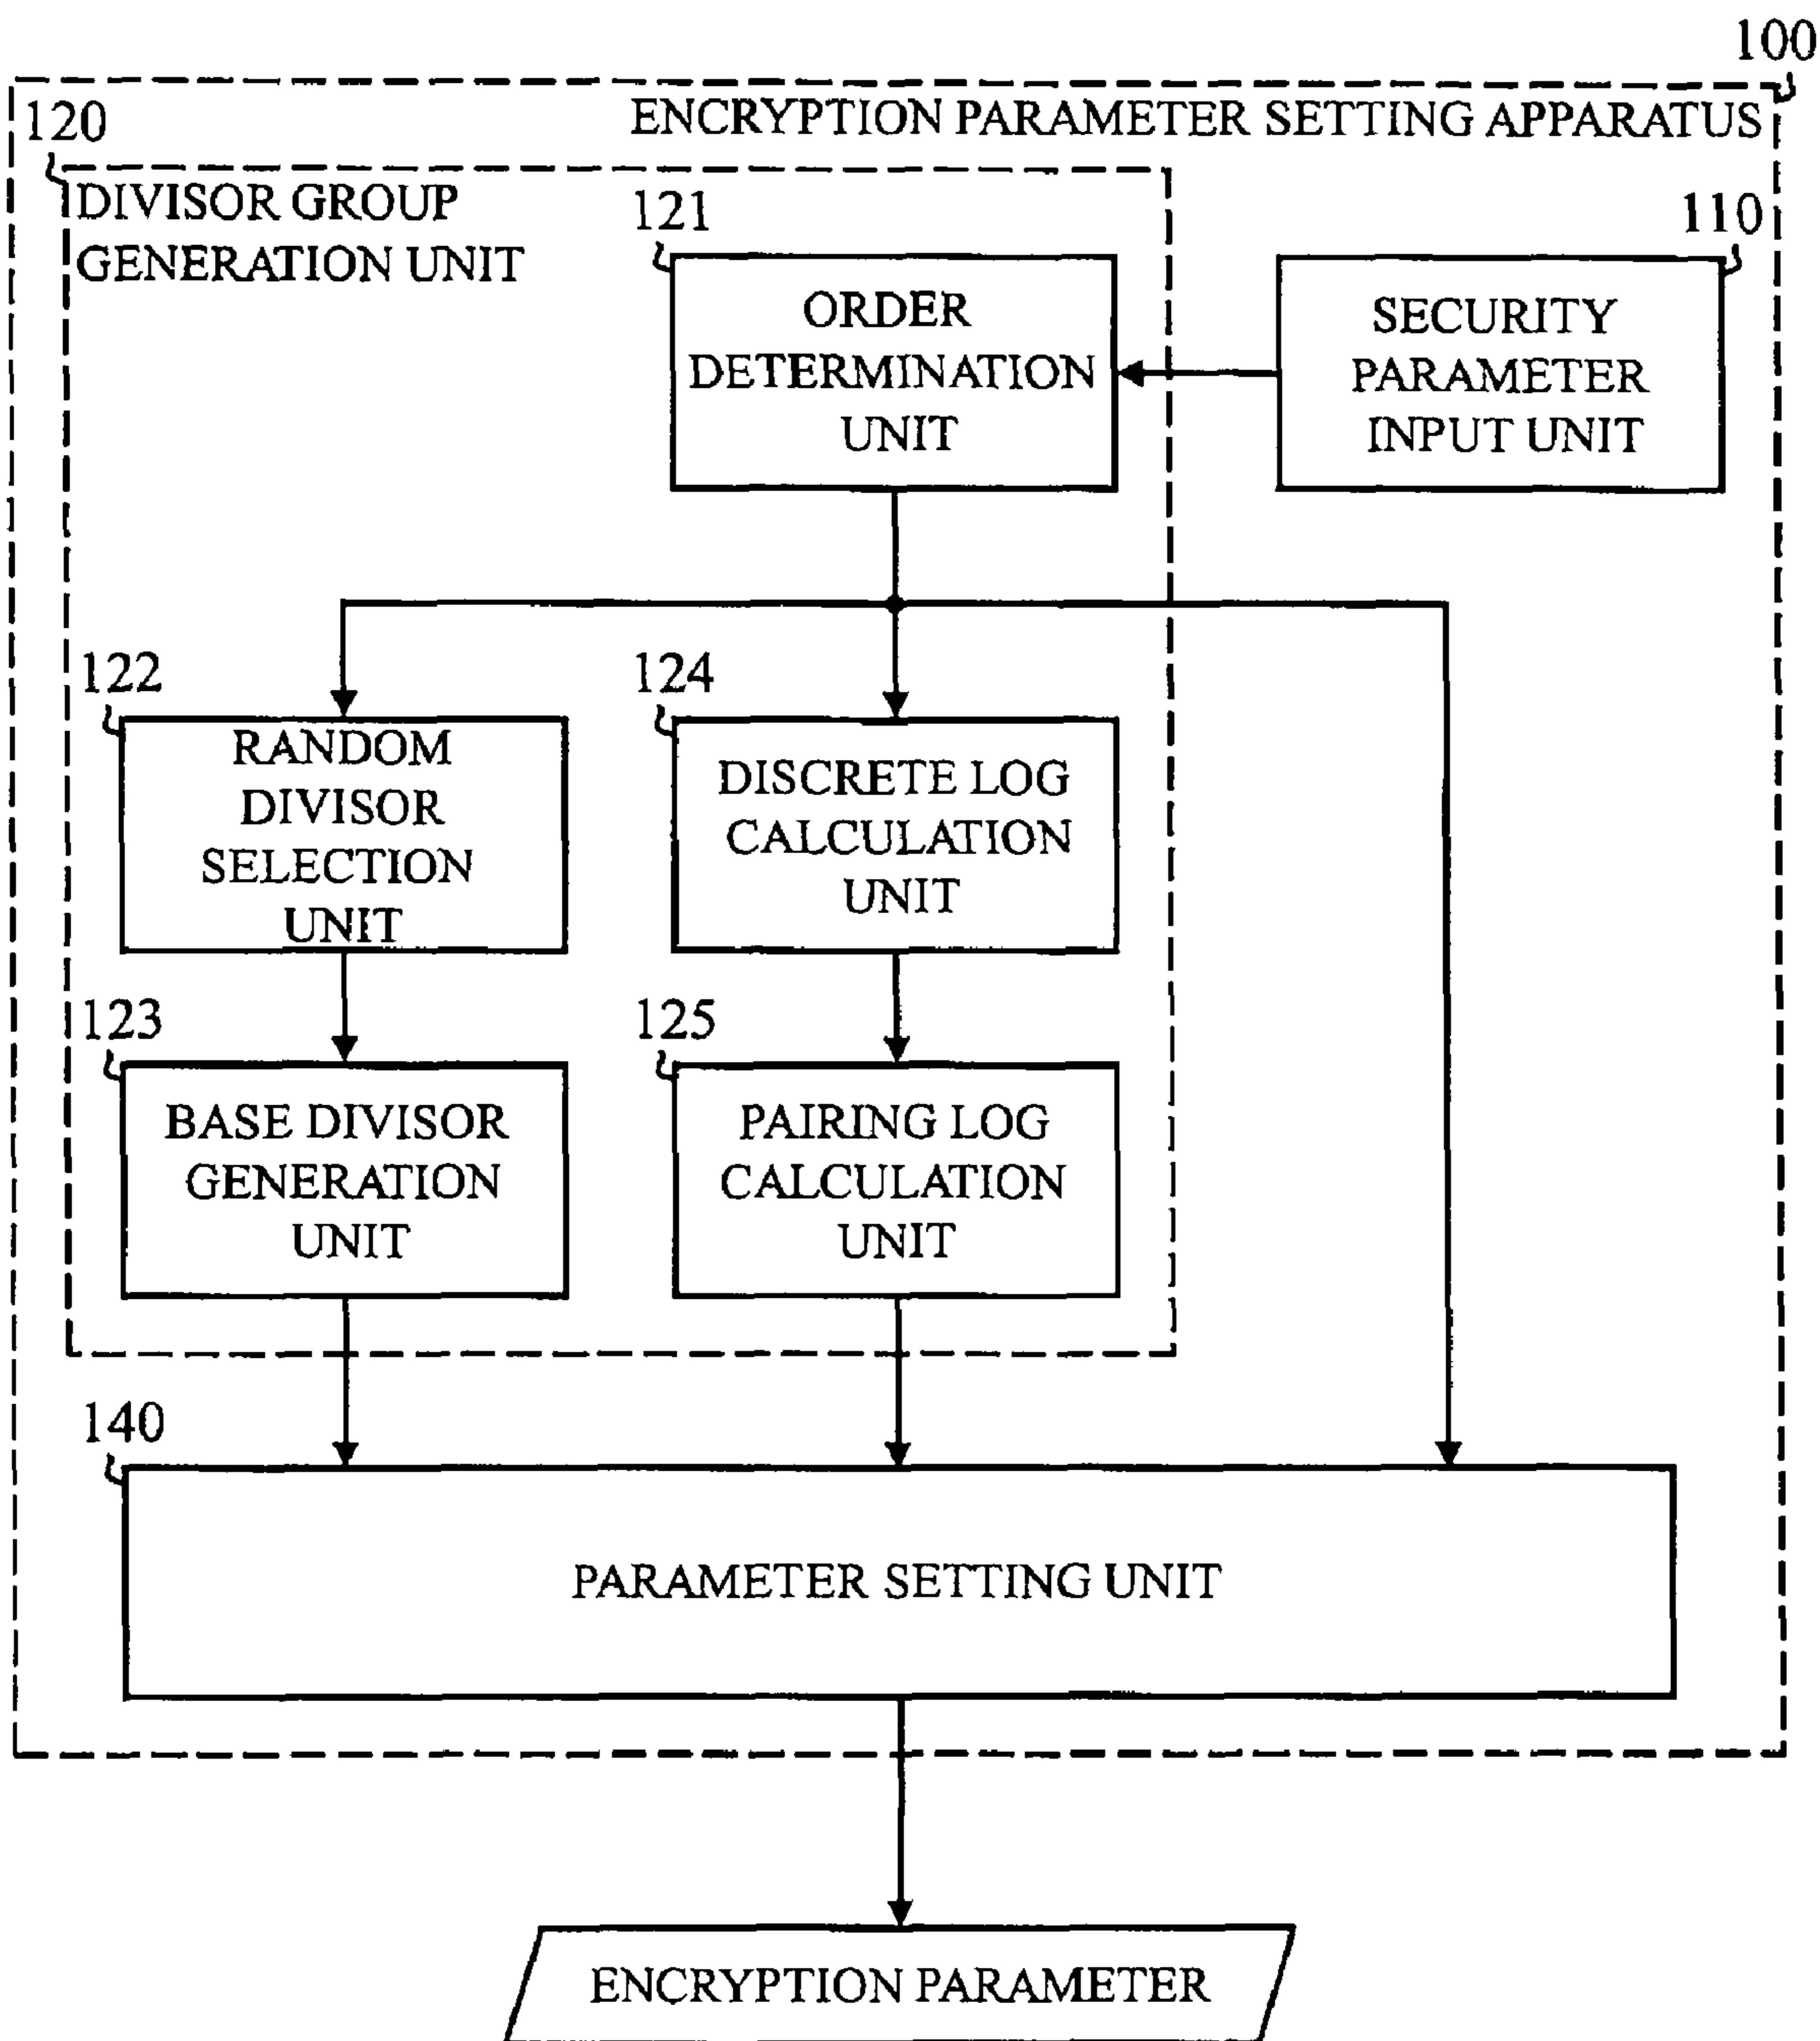 100
120
ENCRYPTION PARAMETER SETTING APPARATUS
DIVISOR GROUP
GENERATION UNIT
121
110
ORDER
DETERMINATION
UNIT
SECURITY
PARAMETER
INPUT UNIT
122
124
RANDOM
DIVISOR
SELECTION
UNIT
DISCRETE LOG
CALCULATION
UNIT
123
125
BASE DIVISOR
GENERATION
UNIT
PAIRING LOG
CALCULATION
UNIT
140
PARAMETER SETTING UNIT
ENCRYPTION PARAMETER